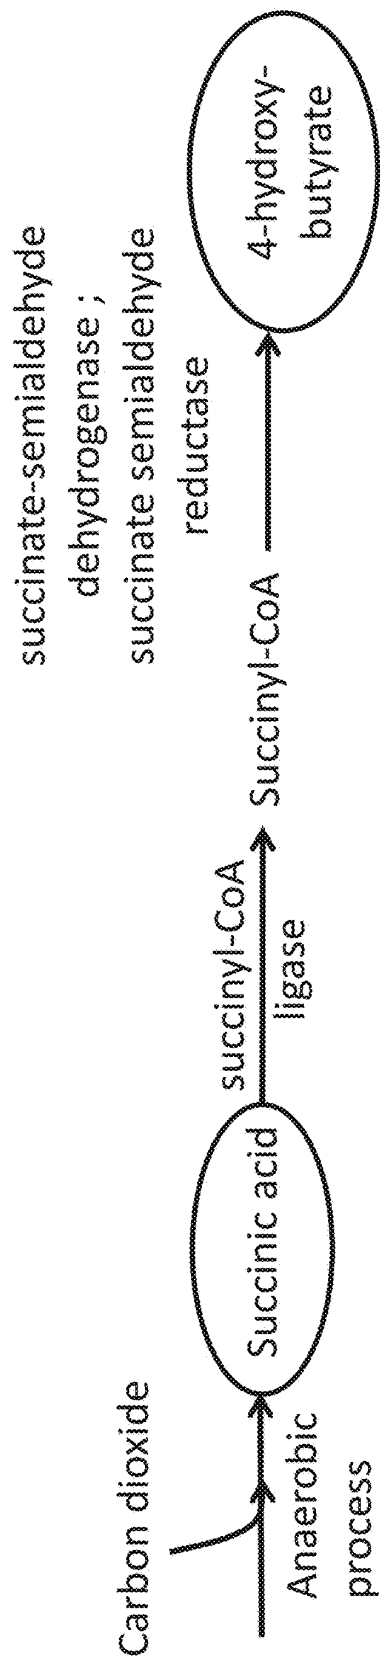 Carbon dioxide
Anaerobic
process
Succinic acid
succinyl-CoA
ligase
Succinyl-CoA
succinate-semialdehyde
dehydrogenase ;
succinate semialdehyde
reductase
4-hydroxy-
butyrate